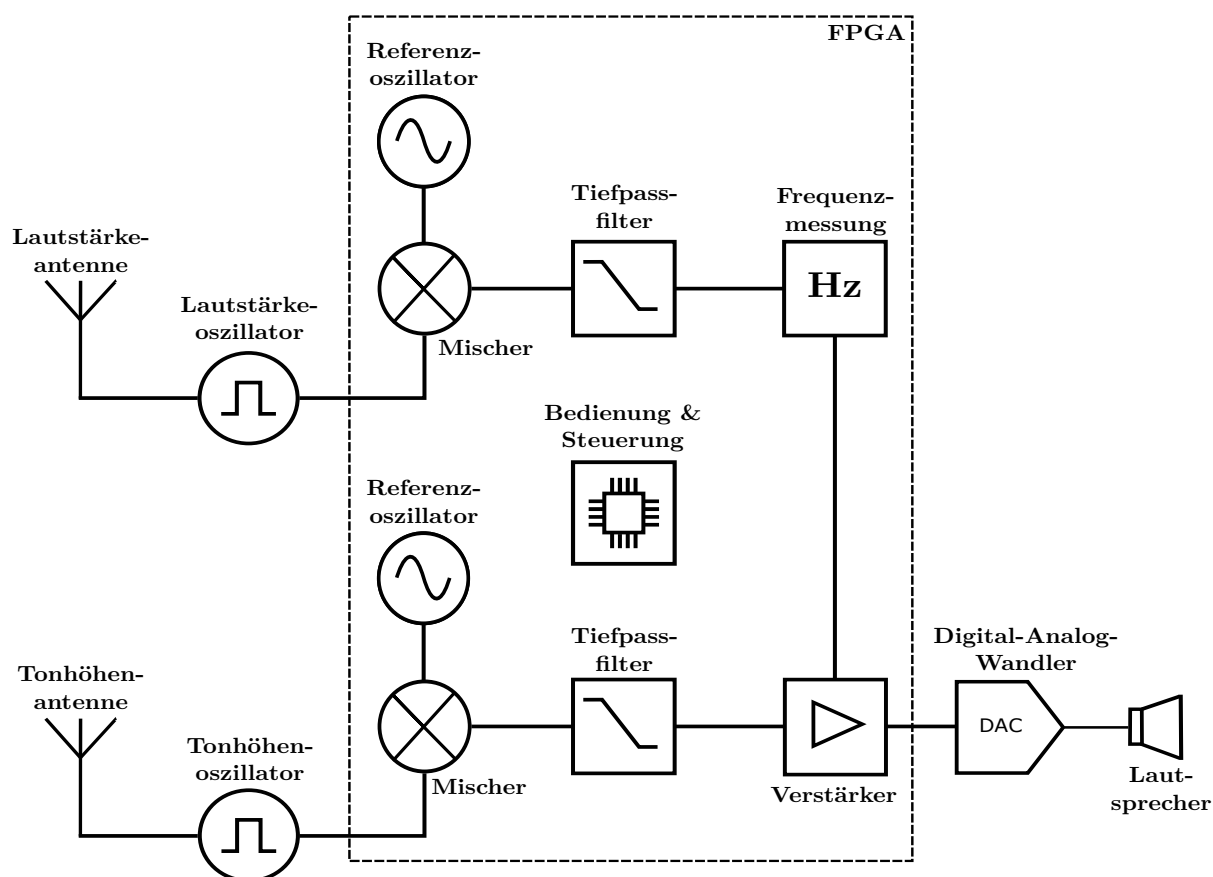 FPGA
Referenz-
oszillator
Tiefpass-
filter
Frequenz-
messung
Lautstärke-
antenne
Hz
Lautstärke-
oszillator
Mischer
Bedienung &
Steuerung
Referenz-
oszillator
Tiefpass-
filter
Digital-Analog-
Wandler
Tonhöhen-
antenne
DAC
Tonhöhen-
oszillator
Mischer
Verstärker
Laut-
sprecher